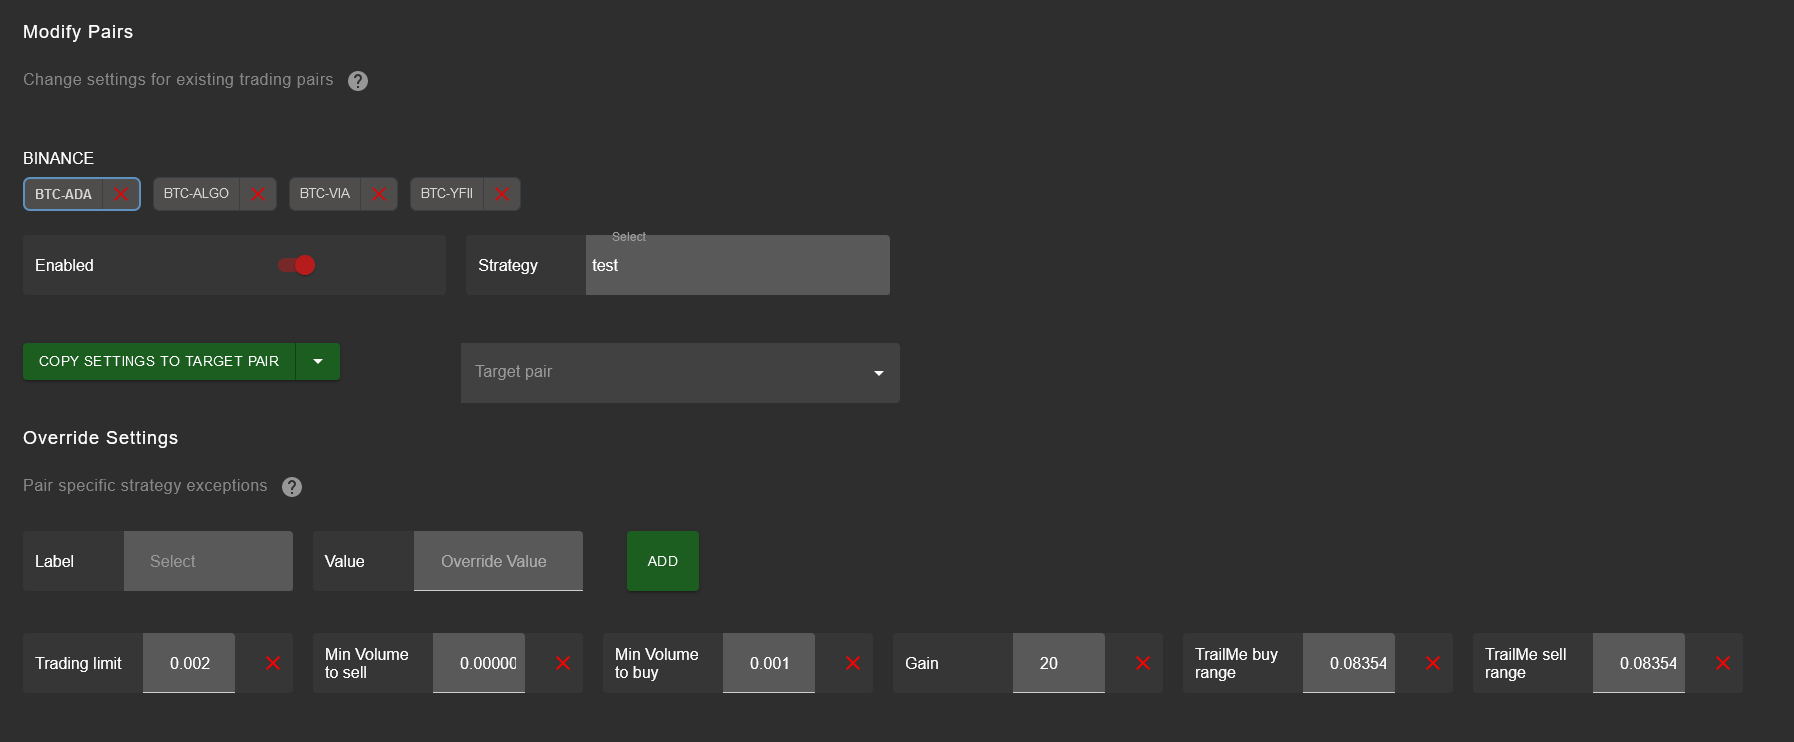 Modify Pairs
Change settings for existing trading pairs ?
BINANCE
BTC-ADA BTC-ALGO BTC-VIA BTC-YFII
Select
Enabled Strategy test
COPY SETTINGS TO TARGET PAIR Target pair
Override Settings
Pair specific strategy exceptions ?
Label Select Value Override Value ADD
Trading limit 0.002 Min Volume to sell 0.00000 Min Volume to buy 0.001 Gain 20 TrailMe buy range 0.08354 TrailMe sell range 0.08354